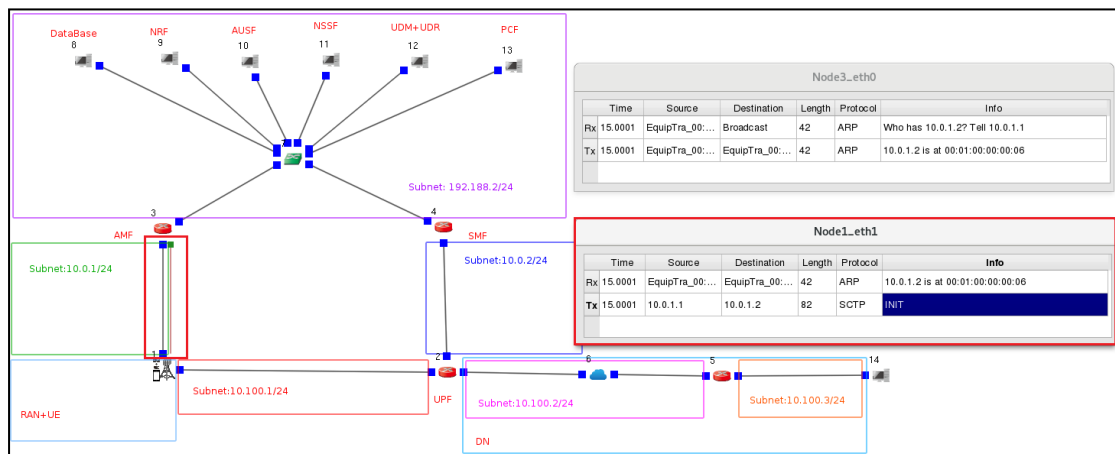 DataBase
8
NRF
9
AUSF
10
NSSF
11
UDM+UDR
12
PCF
13
7
Subnet: 192.188.2/24
3
4
AMF
SMF
Subnet:10.0.1/24
Subnet:10.0.2/24
1
2
6
5
14
Subnet:10.100.1/24
UPF
Subnet:10.100.2/24
Subnet:10.100.3/24
RAN+UE
DN
Node3_eth0
Time Source Destination Length Protocol Info
Rx 15.0001 EquipTra_00:... Broadcast 42 ARP Who has 10.0.1.2? Tell 10.0.1.1
Tx 15.0001 EquipTra_00:... EquipTra_00:... 42 ARP 10.0.1.2 is at 00:01:00:00:00:06
Node1_eth1
Time Source Destination Length Protocol Info
Rx 15.0001 EquipTra_00:... EquipTra_00:... 42 ARP 10.0.1.2 is at 00:01:00:00:00:06
Tx 15.0001 10.0.1.1 10.0.1.2 82 SCTP INIT